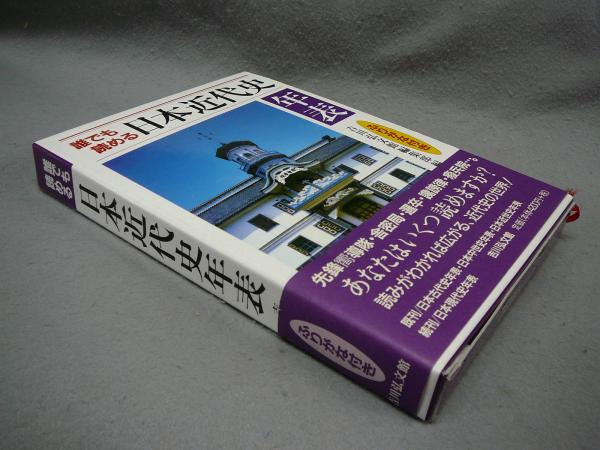 誰でも
読める
日本近代史
年表
ふりがな付き
吉川弘文館編集部編
あなたはいくつ読めますか?
読みがわかれば広がる、近代史の世界!
吉川弘文館
既刊/日本古代史年表・日本中世史年表・日本近世史年表
続刊/日本現代史年表
誰でも
読める
日本近代史年表
ふりがな付き
吉川弘文館